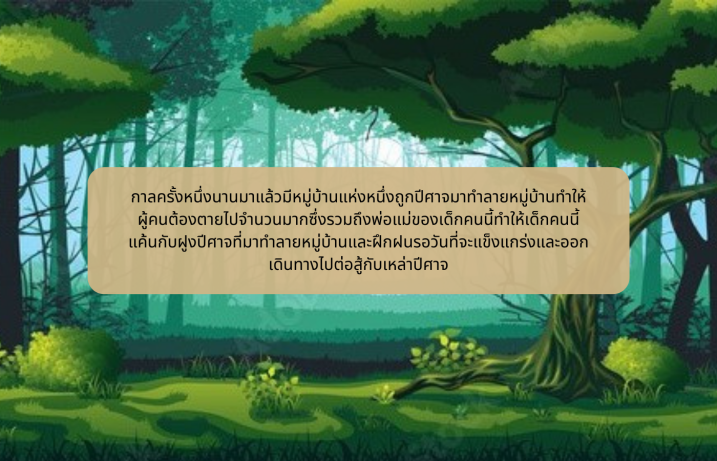 กาลครั้งหนึ่งนานมาแล้วมีหมู่บ้านแห่งหนึ่งถูกปีศาจมาทำลายหมู่บ้านทำให้
ผู้คนต้องตายไปจำนวนมากซึ่งรวมถึงพ่อแม่ของเด็กคนนี้ทำให้เด็กคนนี้
แค้นกับฝูงปีศาจที่มาทำลายหมู่บ้านและฝึกฝนรอวันที่จะแข็งแกร่งและออก
เดินทางไปต่อสู้กับเหล่าปีศาจ